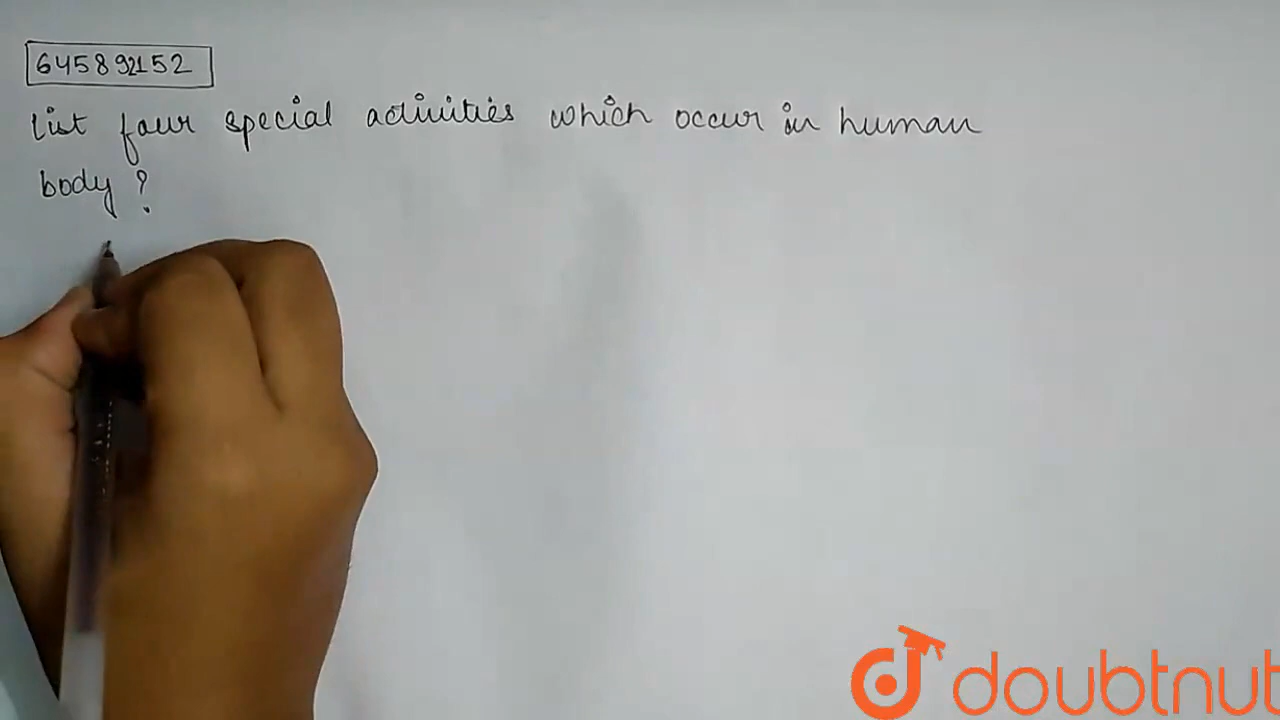 645892152
List four special activities which occur in human
body?
doubtnut